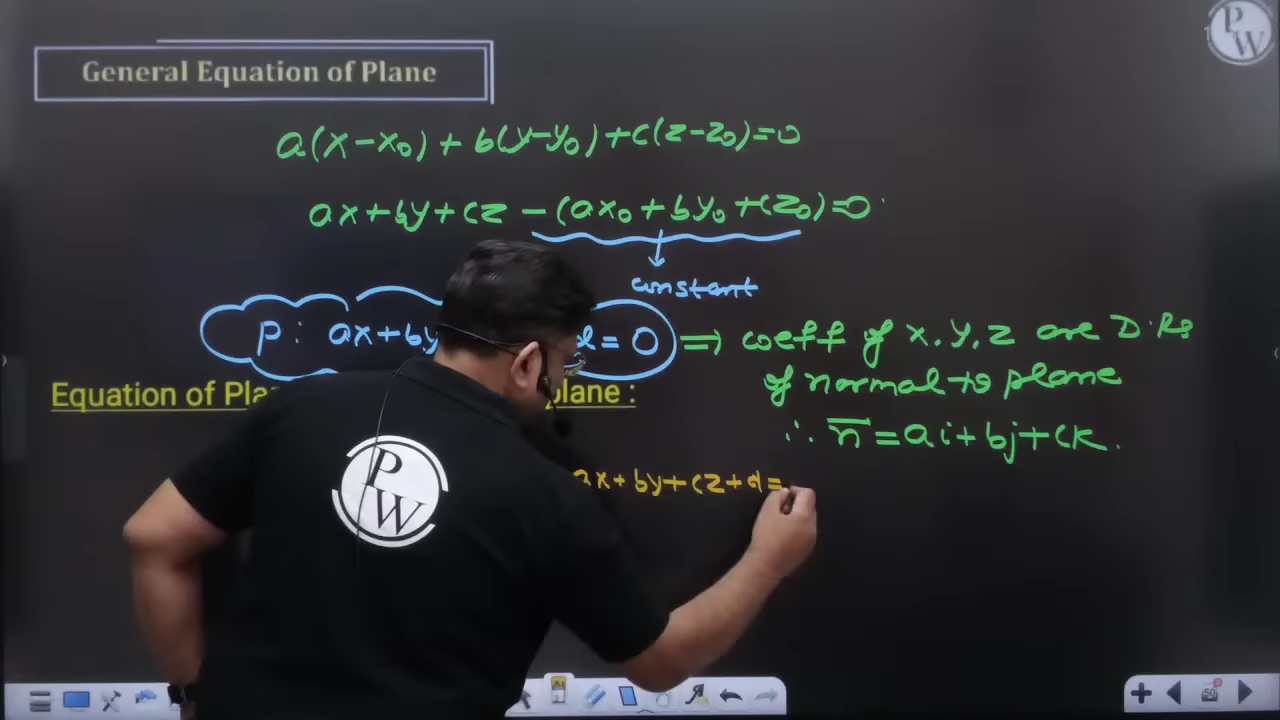 PW
General Equation of Plane
a(x-x₀) + b(y-y₀) + c(z-z₀)=0
ax+by+cz -(ax₀+by₀+cz₀)=0
constant
P: ax+by d=0 ⇒ coeff of x,y,z are D.Rs
of normal to plane
Equation of Pla plane :
∴ n̅ = ai+bj+ck.
ax+by+cz+d=
PW
59